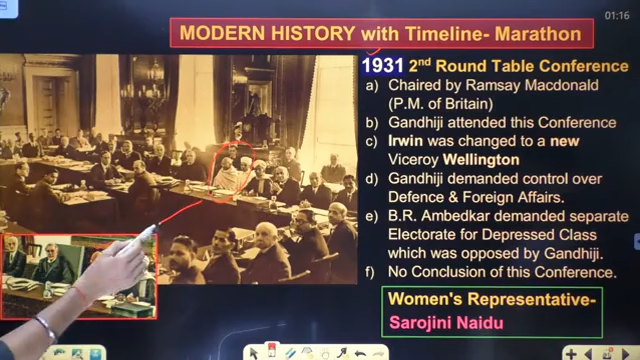 01:16
MODERN HISTORY with Timeline- Marathon
1931 2nd Round Table Conference
a) Chaired by Ramsay Macdonald
(P.M. of Britain)
b) Gandhiji attended this Conference
c) Irwin was changed to a new
Viceroy Wellington
d) Gandhiji demanded control over
Defence & Foreign Affairs.
e) B.R. Ambedkar demanded separate
Electorate for Depressed Class
which was opposed by Gandhiji.
f) No Conclusion of this Conference.
Women's Representative-
Sarojini Naidu